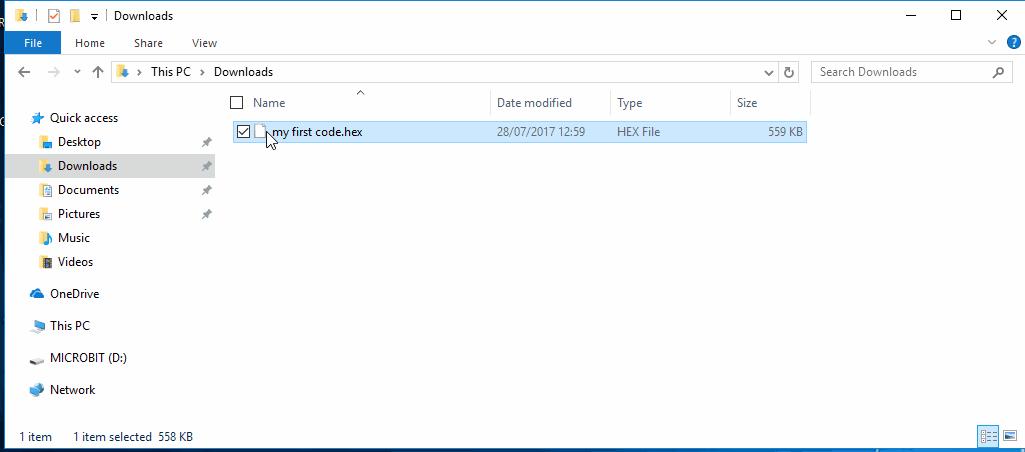 Downloads
File Home Share View
This PC Downloads
Search Downloads
Name Date modified Type Size
my first code.hex 28/07/2017 12:59 HEX File 559 KB
Quick access
Desktop
Downloads
Documents
Pictures
Music
Videos
OneDrive
This PC
MICROBIT (D:)
Network
1 item 1 item selected 558 KB